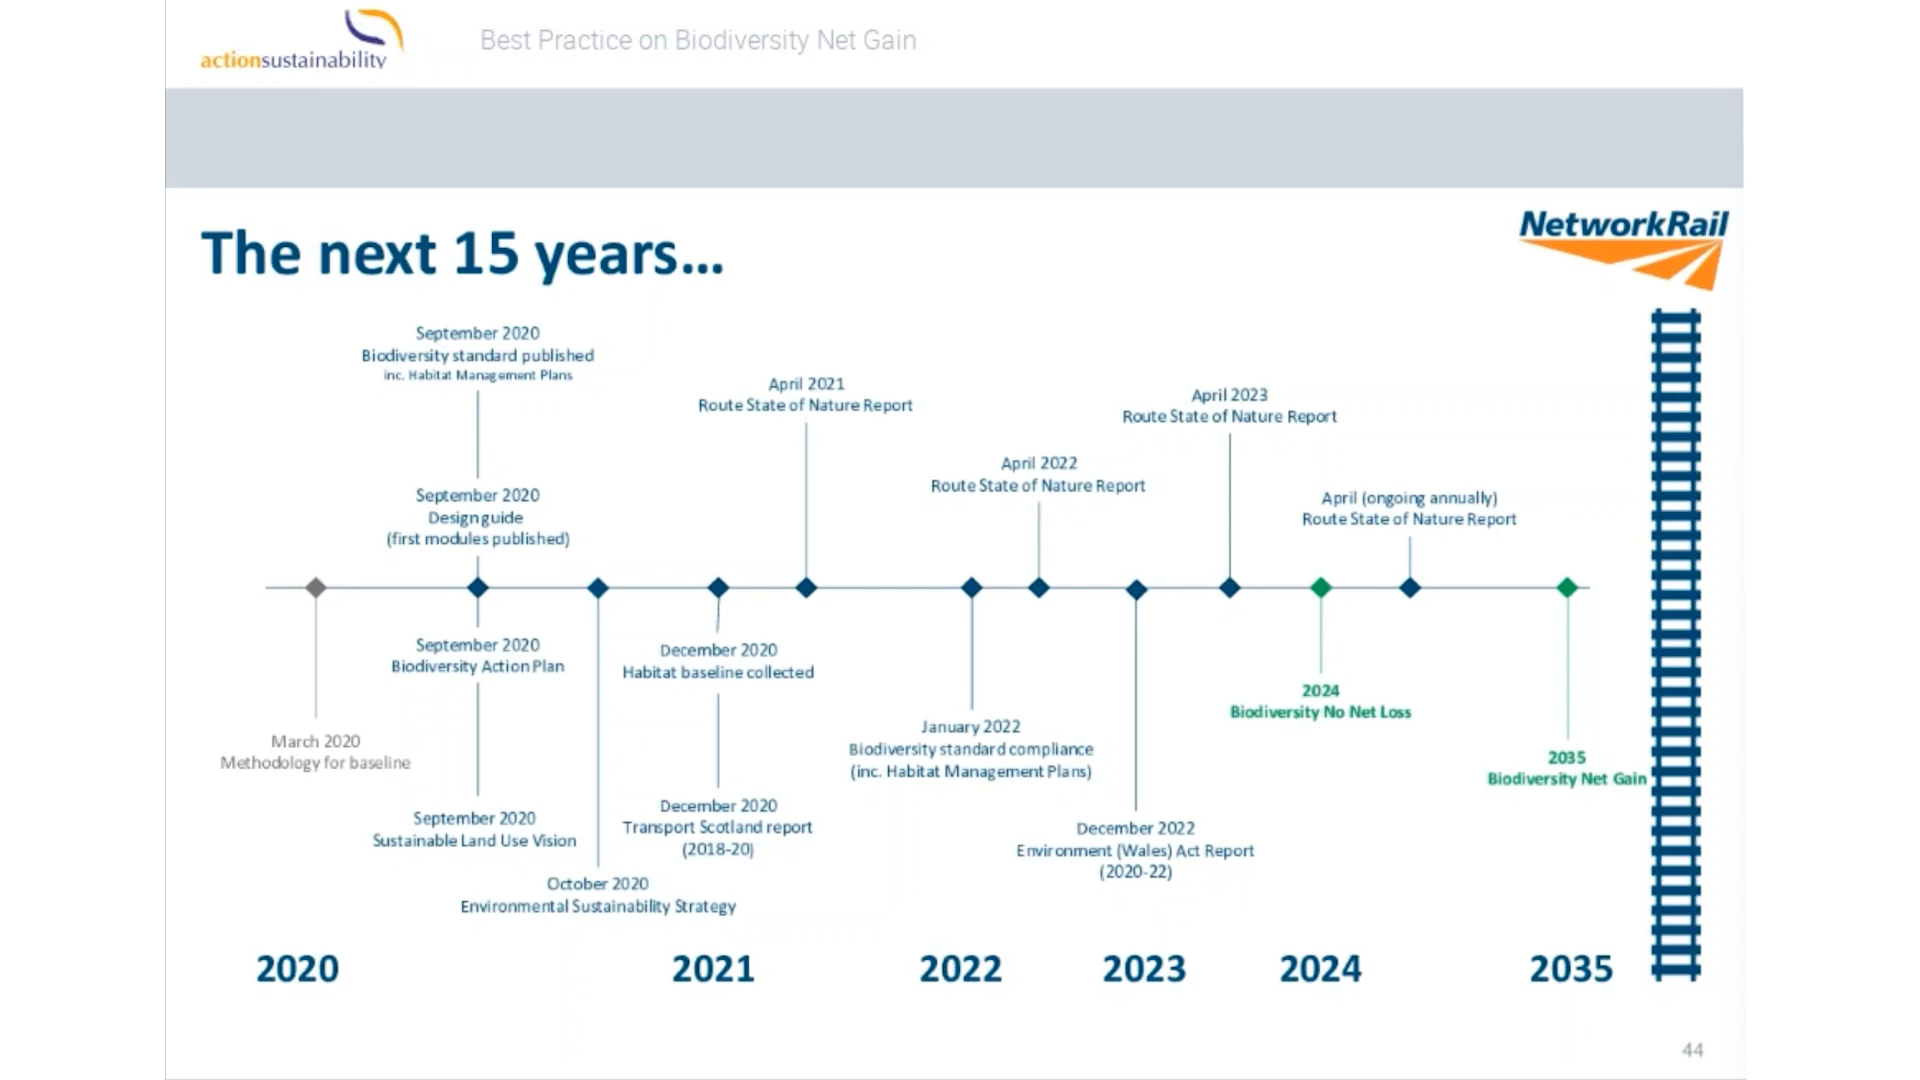 actionsustainability
Best Practice on Biodiversity Net Gain
The next 15 years...
NetworkRail
September 2020
Biodiversity standard published
inc. Habitat Management Plans
September 2020
Design guide
(first modules published)
April 2021
Route State of Nature Report
April 2022
Route State of Nature Report
April 2023
Route State of Nature Report
April (ongoing annually)
Route State of Nature Report
March 2020
Methodology for baseline
September 2020
Biodiversity Action Plan
September 2020
Sustainable Land Use Vision
October 2020
Environmental Sustainability Strategy
December 2020
Habitat baseline collected
December 2020
Transport Scotland report
(2018-20)
January 2022
Biodiversity standard compliance
(inc. Habitat Management Plans)
December 2022
Environment (Wales) Act Report
(2020-22)
2024
Biodiversity No Net Loss
2035
Biodiversity Net Gain
2020
2021
2022
2023
2024
2035
44